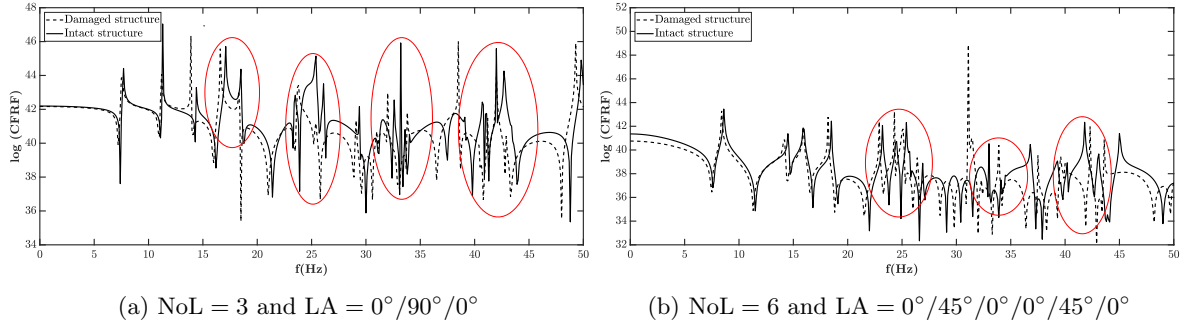 48
46
44
42
40
38
36
34
log (CFRF)
Damaged structure
Intact structure
0 5 10 15 20 25 30 35 40 45 50
f(Hz)
(a) NoL = 3 and LA = 0°/90°/0°
52
50
48
46
44
42
40
38
36
34
32
log (CFRF)
Damaged structure
Intact structure
0 5 10 15 20 25 30 35 40 45 50
f(Hz)
(b) NoL = 6 and LA = 0°/45°/0°/0°/45°/0°